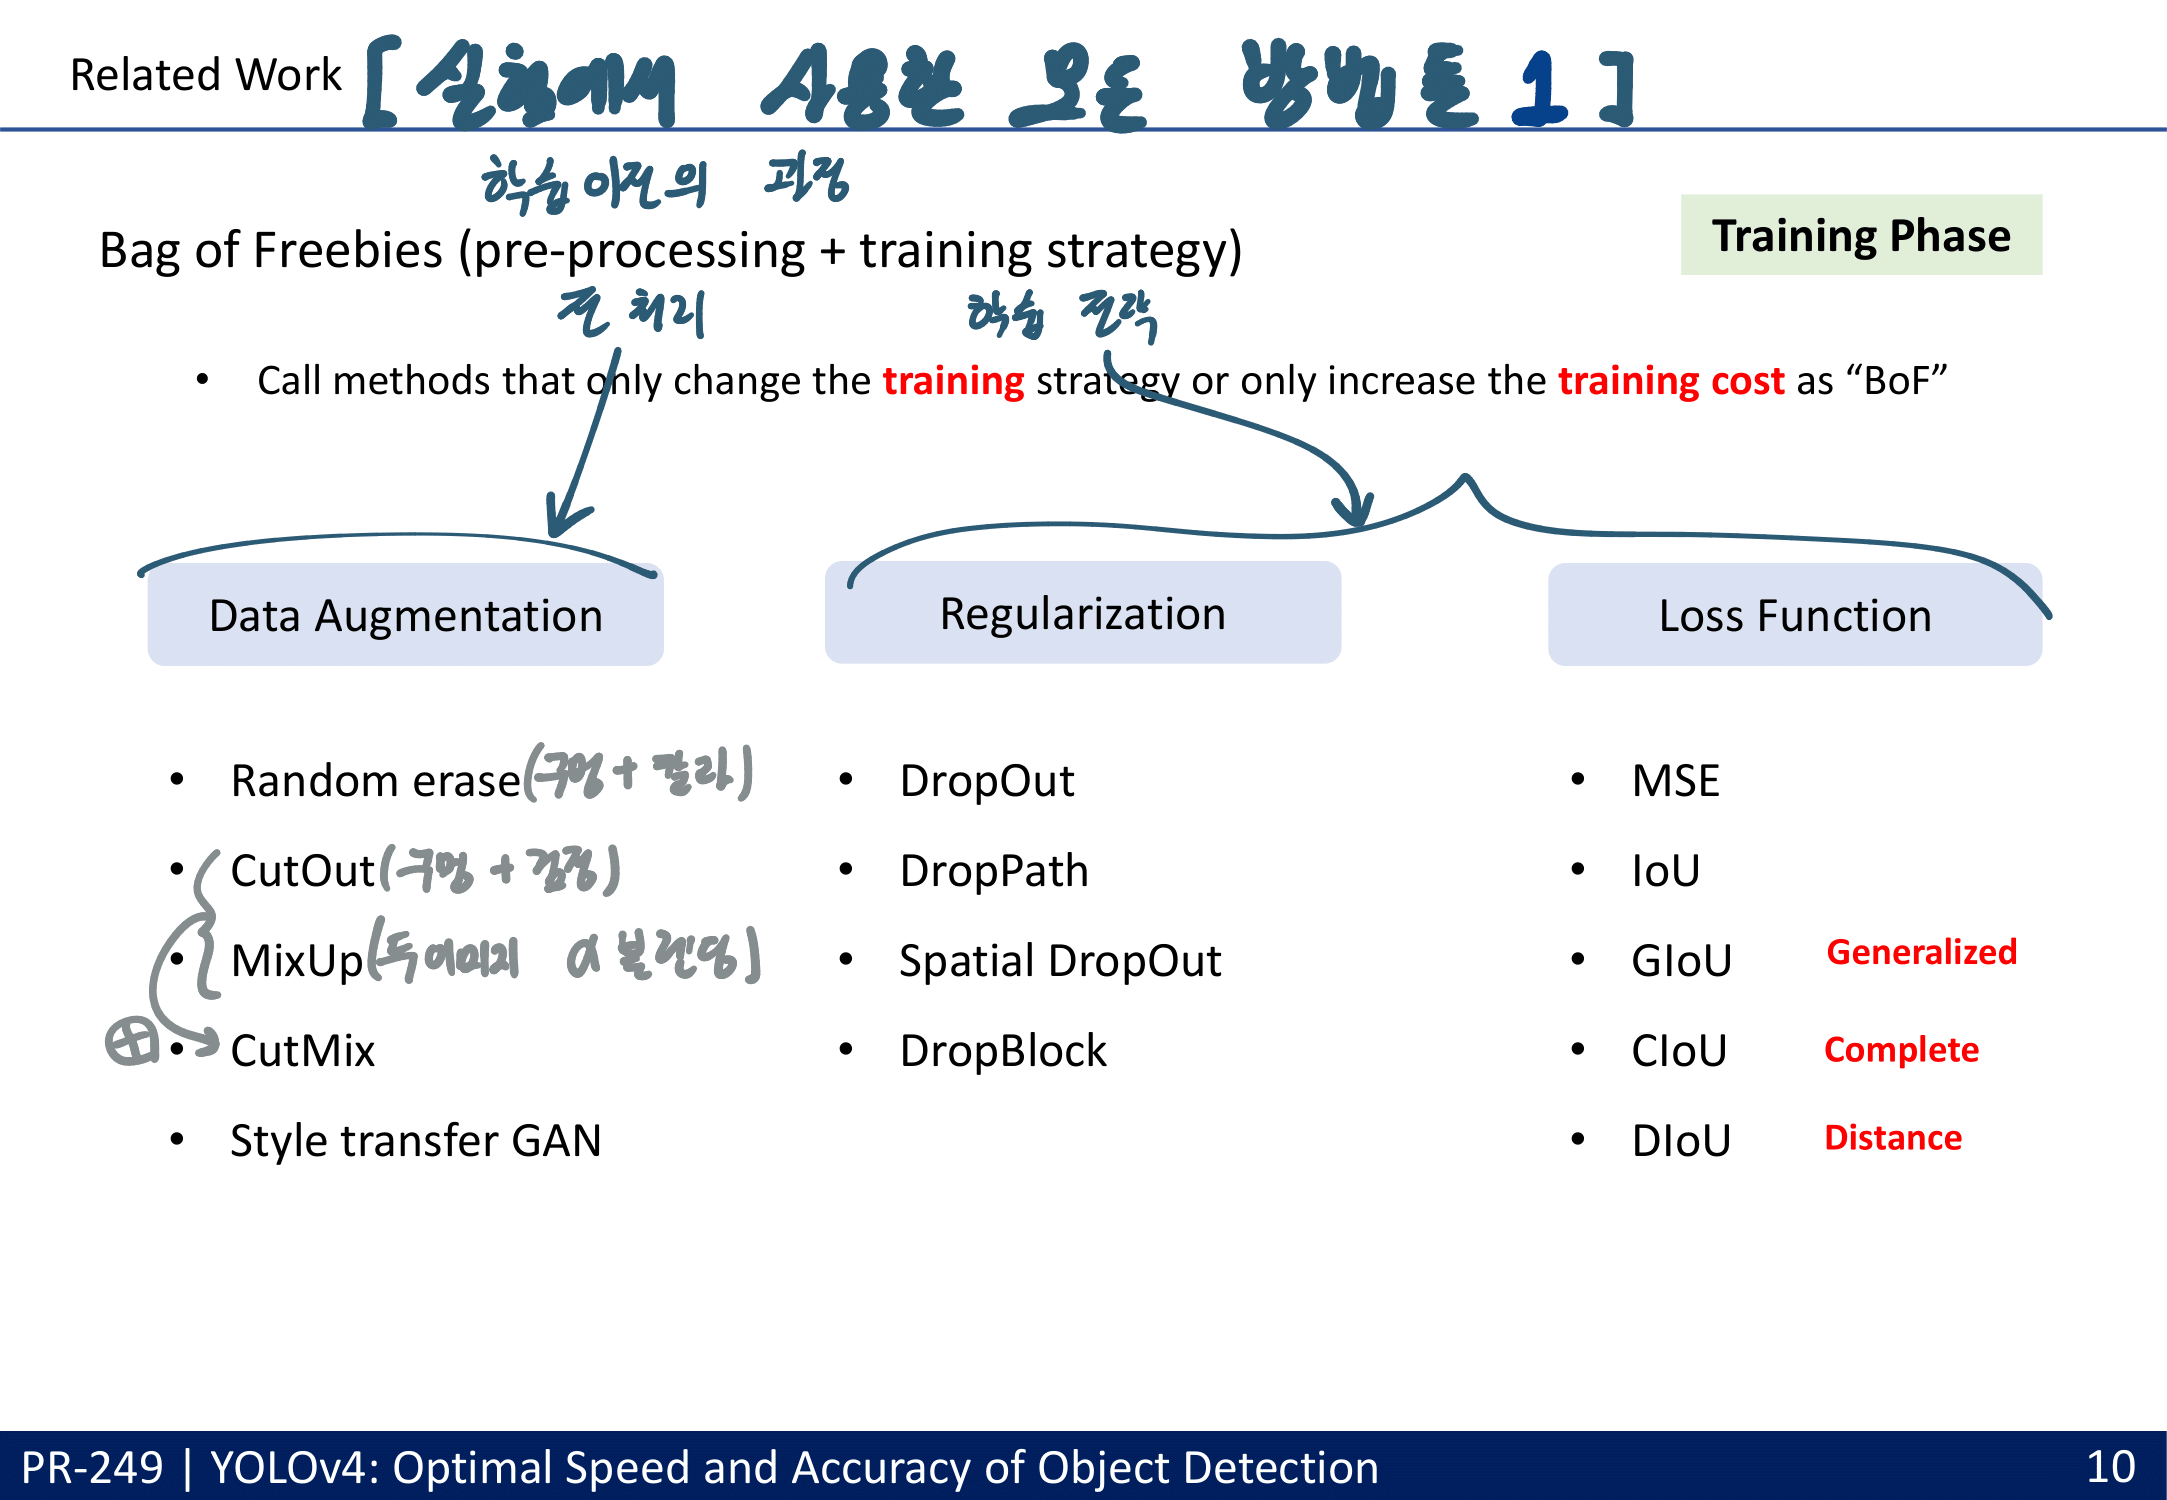 Related Work [실험에서 사용한 모든 방법들 1]
학습 이전의 과정
Bag of Freebies (pre-processing + training strategy)
Training Phase
전처리 학습 전략
• Call methods that only change the training strategy or only increase the training cost as “BoF”
Data Augmentation
• Random erase (구멍 + 칼라)
• CutOut (구멍 + 검정)
• MixUp (두 이미지 α 블렌딩)
• CutMix
• Style transfer GAN
Regularization
• DropOut
• DropPath
• Spatial DropOut
• DropBlock
Loss Function
• MSE
• IoU
• GIoU Generalized
• CIoU Complete
• DIoU Distance
PR-249 | YOLOv4: Optimal Speed and Accuracy of Object Detection 10